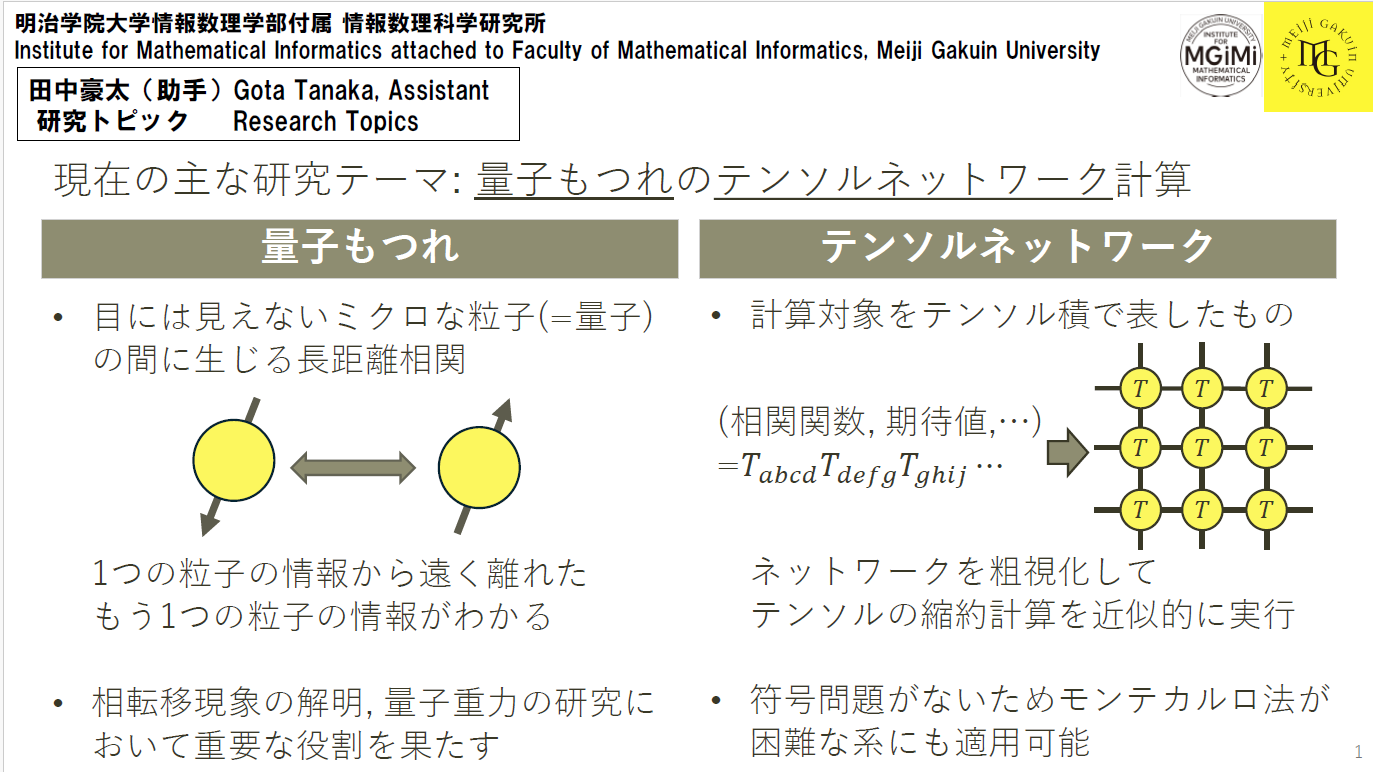 明治学院大学情報数理学部付属 情報数理科学研究所
Institute for Mathematical Informatics attached to Faculty of Mathematical Informatics, Meiji Gakuin University
MEIJI GAKUIN UNIVERSITY
INSTITUTE
FOR
MGiMi
MATHEMATICAL
INFORMATICS
MEIJI GAKUIN UNIVERSITY
MG
田中豪太（助手）Gota Tanaka, Assistant
研究トピック Research Topics
現在の主な研究テーマ: 量子もつれのテンソルネットワーク計算
量子もつれ
• 目には見えないミクロな粒子(=量子)
の間に生じる長距離相関
1つの粒子の情報から遠く離れた
もう1つの粒子の情報がわかる
• 相転移現象の解明, 量子重力の研究に
おいて重要な役割を果たす
テンソルネットワーク
• 計算対象をテンソル積で表したもの
(相関関数, 期待値,⋯)
=T_{abcd}T_{defg}T_{ghij} ⋯
T T T
T T T
T T T
ネットワークを粗視化して
テンソルの縮約計算を近似的に実行
• 符号問題がないためモンテカルロ法が
困難な系にも適用可能
1